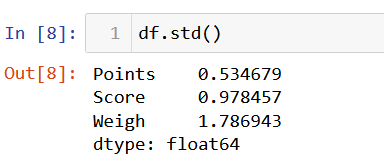 In [8]: 1 df.std()
Out[8]: Points 0.534679
Score 0.978457
Weigh 1.786943
dtype: float64